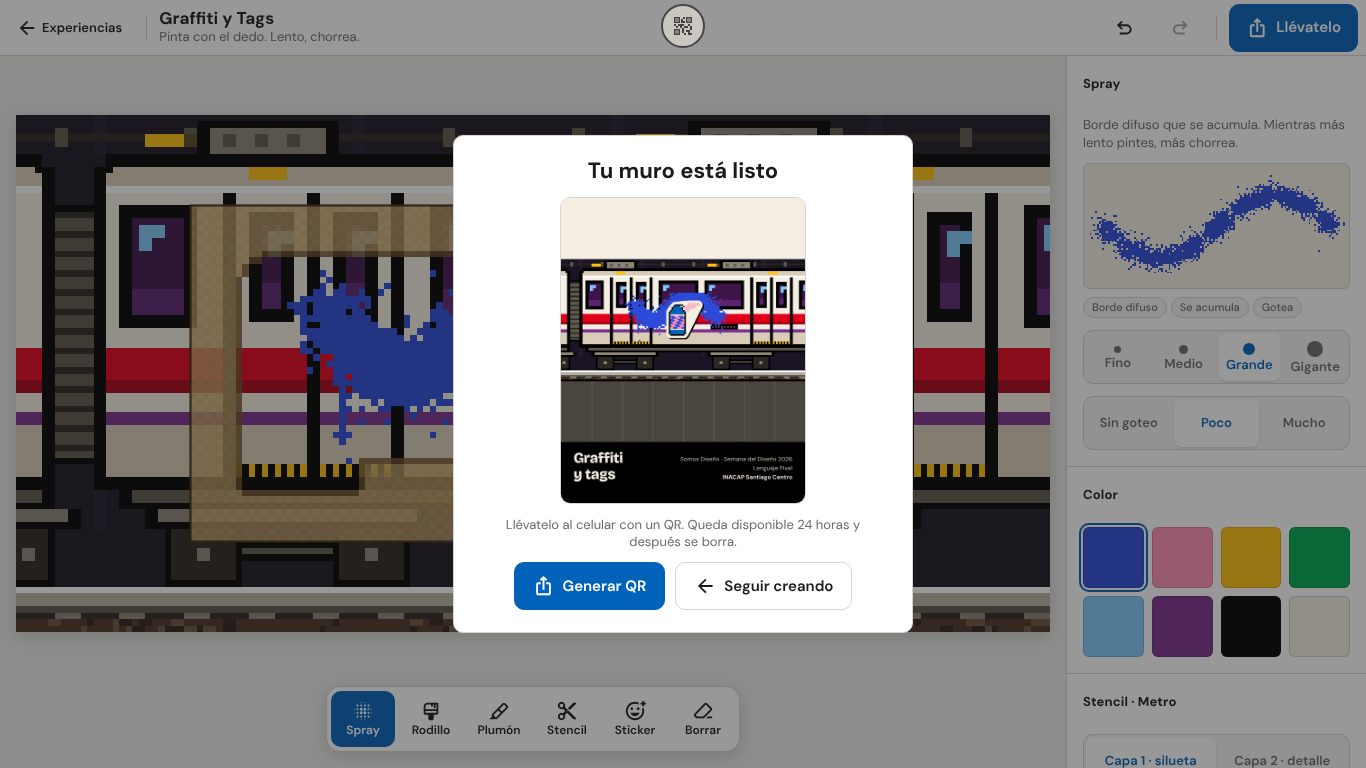 Experiencias
Graffiti y Tags
Pinta con el dedo. Lento, chorrea.
Llévatelo
Tu muro está listo
Graffiti
y tags
Somos Diseño · Semana del Diseño 2026
Lenguaje Pixel
INACAP Santiago Centro
Llévatelo al celular con un QR. Queda disponible 24 horas y
después se borra.
Generar QR
Seguir creando
Spray
Borde difuso que se acumula. Mientras más
lento pintes, más chorrea.
Borde difuso
Se acumula
Gotea
Fino
Medio
Grande
Gigante
Sin goteo
Poco
Mucho
Color
Stencil · Metro
Capa 1 · silueta
Capa 2 · detalle
Spray
Rodillo
Plumón
Stencil
Sticker
Borrar